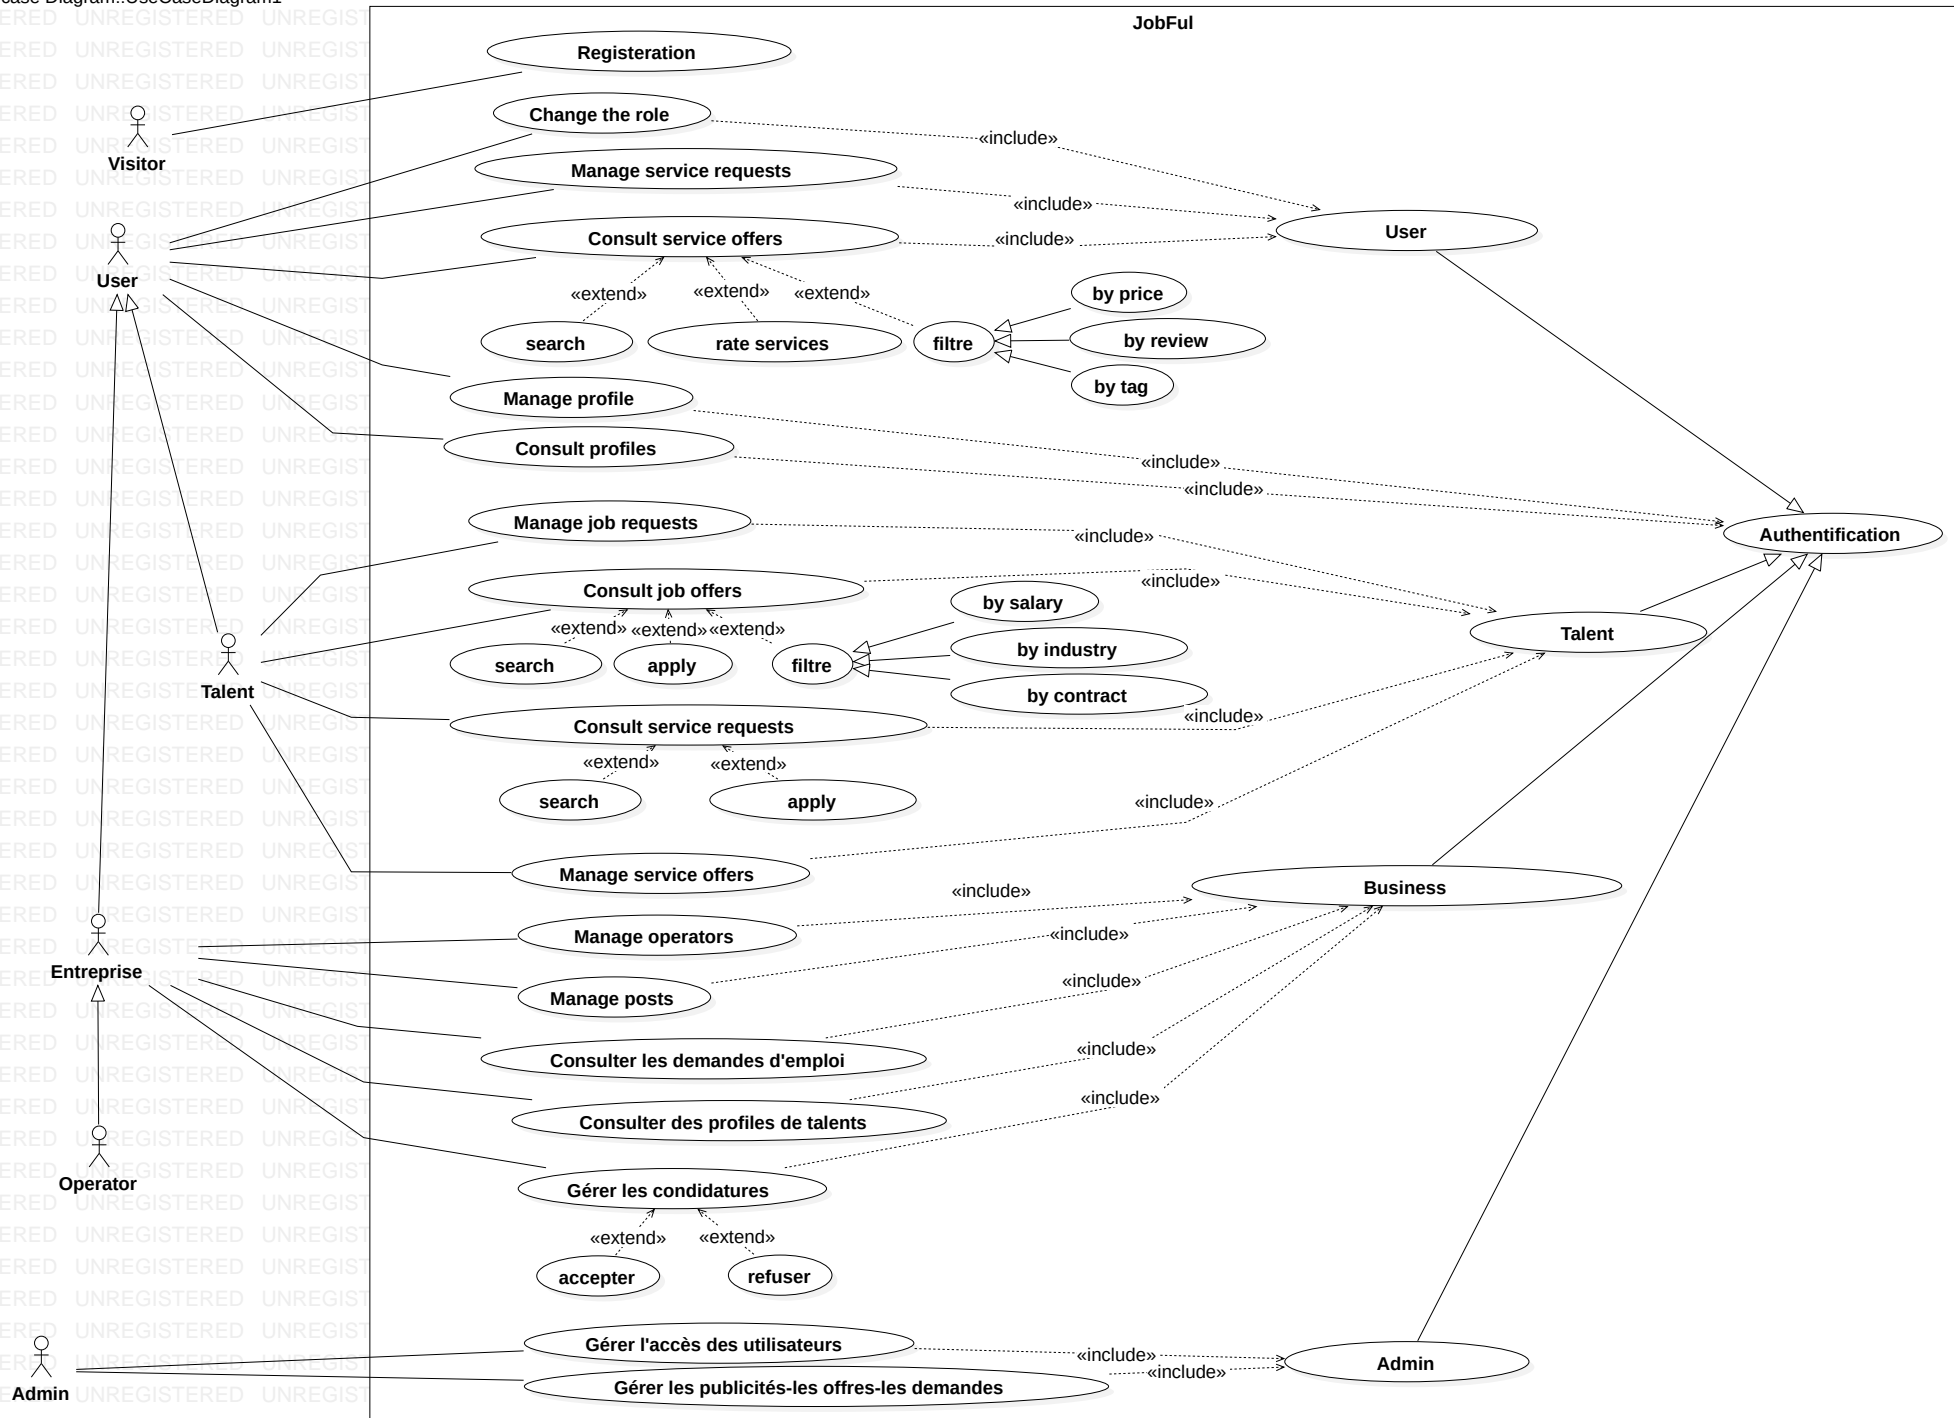 case Diagram::UseCaseDiagram1
JobFul
Registeration
Change the role
«include»
Visitor
Manage service requests
«include»
User
Consult service offers
«include»
User
«extend»
«extend»
«extend»
by price
search
rate services
filtre
by review
by tag
Manage profile
Consult profiles
«include»
«include»
Manage job requests
«include»
Authentification
Consult job offers
«include»
by salary
«extend»
«extend»
«extend»
Talent
search
apply
filtre
by industry
Talent
by contract
Consult service requests
«include»
«extend»
«extend»
search
apply
«include»
Manage service offers
«include»
Business
Manage operators
«include»
Entreprise
Manage posts
«include»
Consulter les demandes d'emploi
«include»
Consulter des profiles de talents
«include»
Operator
Gérer les condidatures
«extend»
«extend»
accepter
refuser
Gérer l'accès des utilisateurs
«include»
Admin
«include»
Admin
Gérer les publicités-les offres-les demandes
UNREGISTERED